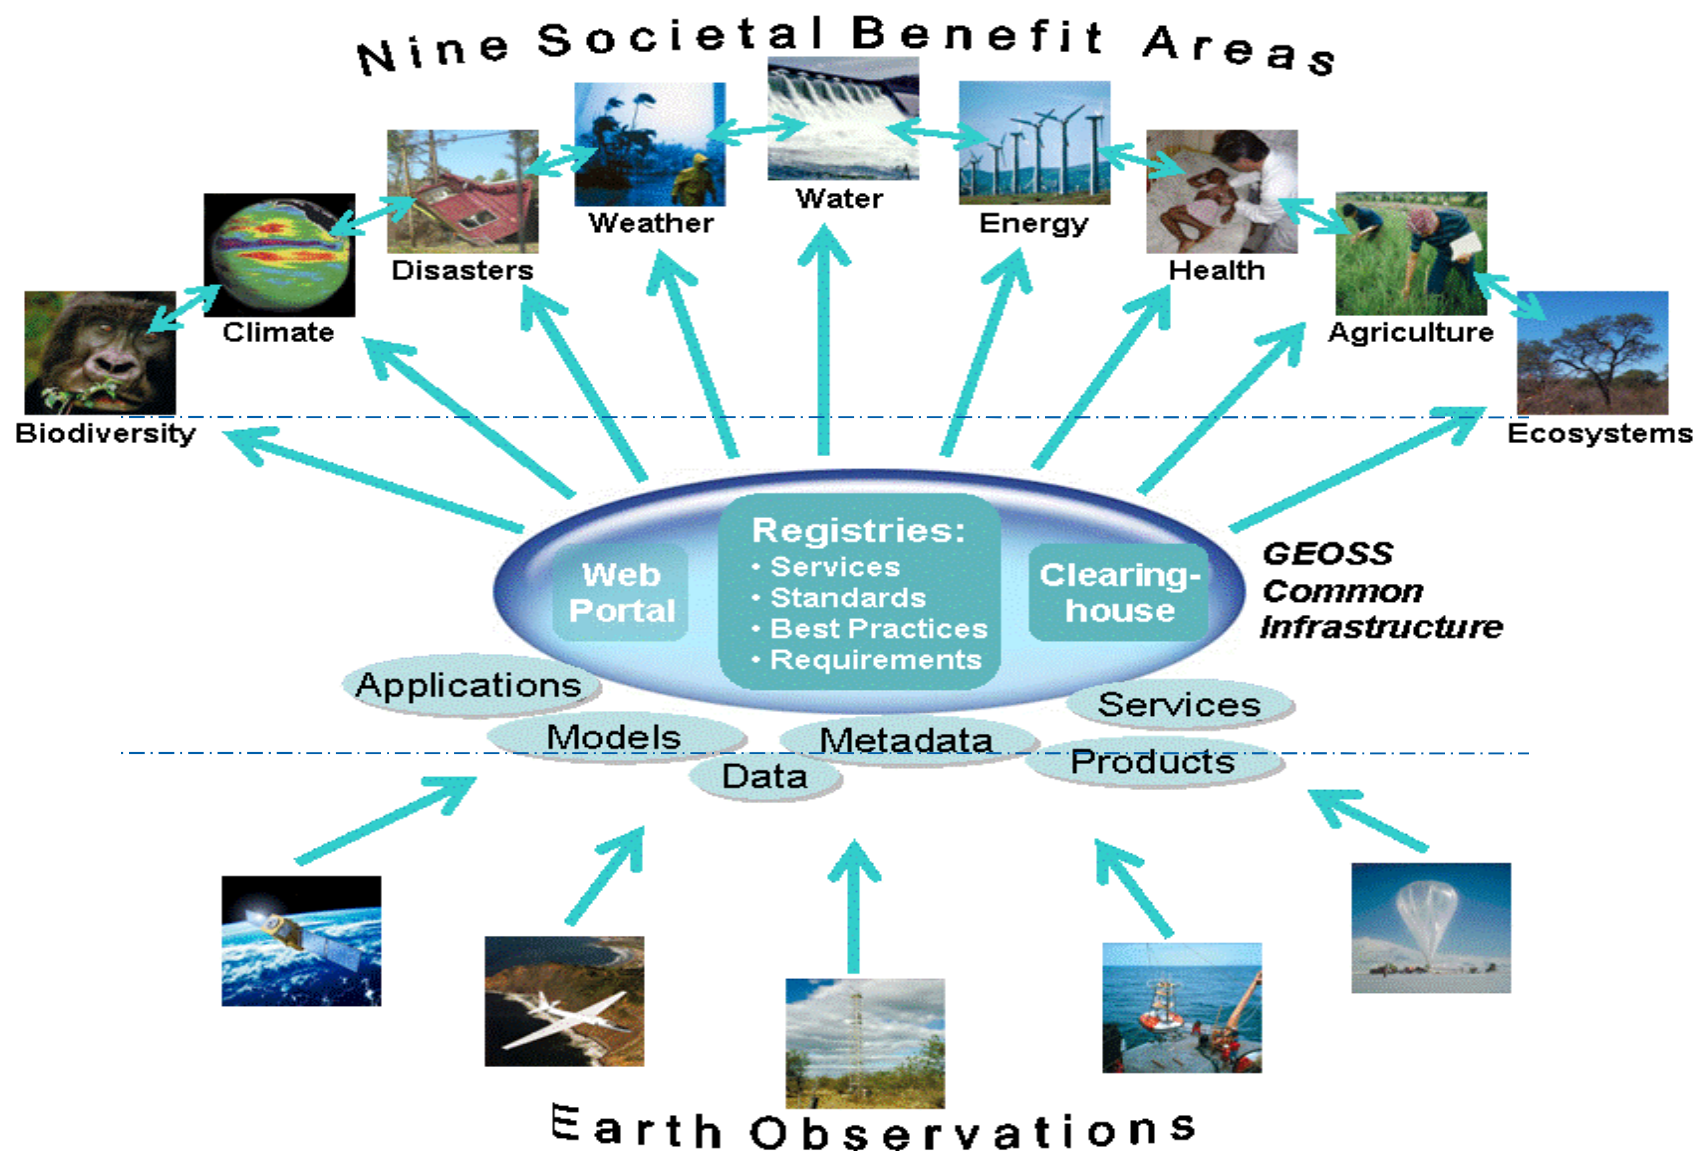 Nine Societal Benefit Areas
Water
Weather
Energy
Disasters
Health
Climate
Agriculture
Biodiversity
Ecosystems
Web
Portal
Registries:
• Services
• Standards
• Best Practices
• Requirements
Clearing-
house
GEOSS
Common
Infrastructure
Applications
Services
Models
Metadata
Data
Products
Earth Observations